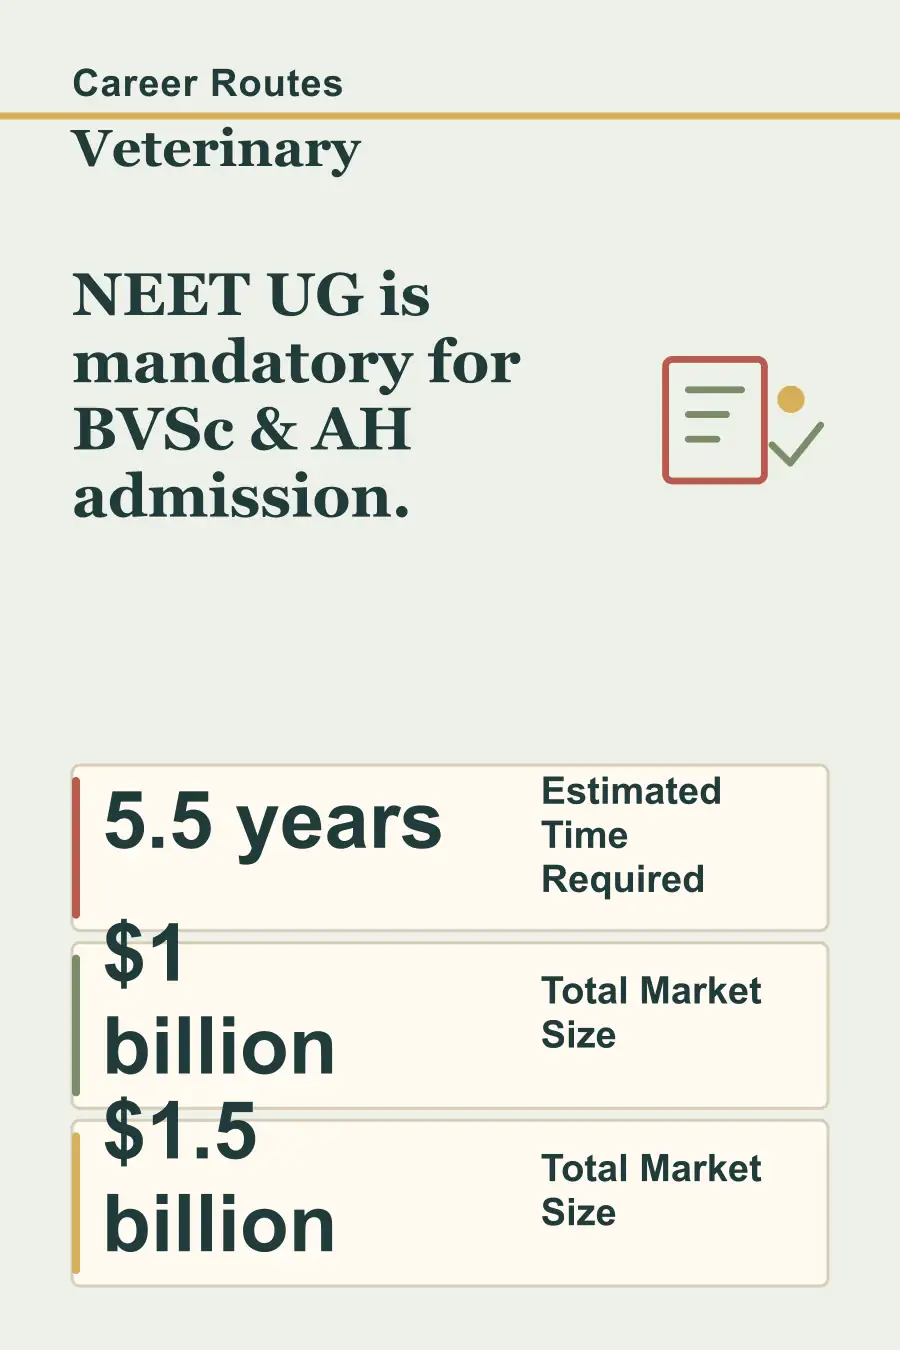 Career Routes
Veterinary
NEET UG is
mandatory for
BVSc & AH
admission.
5.5 years
Estimated
Time
Required
$1
billion
Total Market
Size
$1.5
billion
Total Market
Size